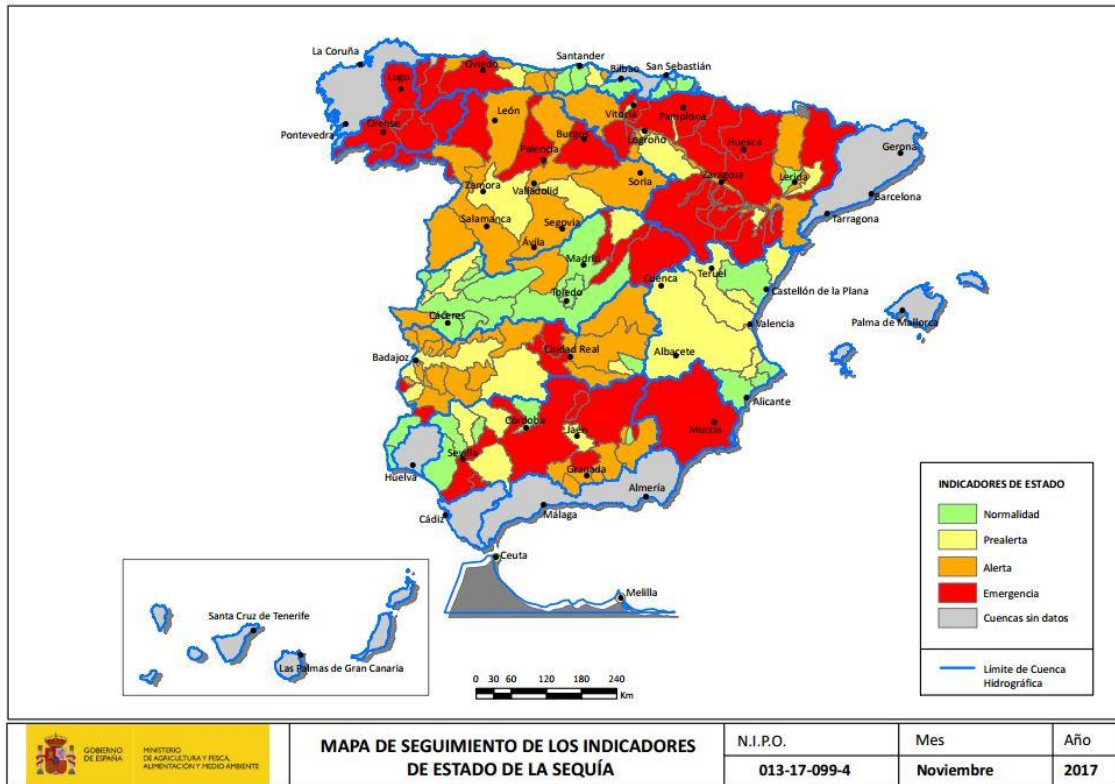 La Coruña
Lugo
Oviedo
Santander
Bilbao
San Sebastián
Pontevedra
Orense
León
Palencia
Burgos
Vitoria
Logroño
Pamplona
Huesca
Gerona
Lerida
Barcelona
Tarragona
Zaragoza
Zamora
Valladolid
Soria
Salamanca
Segovia
Ávila
Madrid
Teruel
Cuenca
Toledo
Castellón de la Plana
Palma de Mallorca
Cáceres
Valencia
Badajoz
Ciudad Real
Albacete
Alicante
Córdoba
Jaén
Murcia
Sevilla
Huelva
Granada
Almería
Cádiz
Málaga
Ceuta
Melilla
Santa Cruz de Tenerife
Las Palmas de Gran Canaria
0 30 60 120 180 240
Km
INDICADORES DE ESTADO
Normalidad
Prealerta
Alerta
Emergencia
Cuencas sin datos
Límite de Cuenca
Hidrográfica
GOBIERNO
DE ESPAÑA
MINISTERIO
DE AGRICULTURA Y PESCA,
ALIMENTACIÓN Y MEDIO AMBIENTE
MAPA DE SEGUIMIENTO DE LOS INDICADORES
DE ESTADO DE LA SEQUÍA
N.I.P.O.
013-17-099-4
Mes
Noviembre
Año
2017